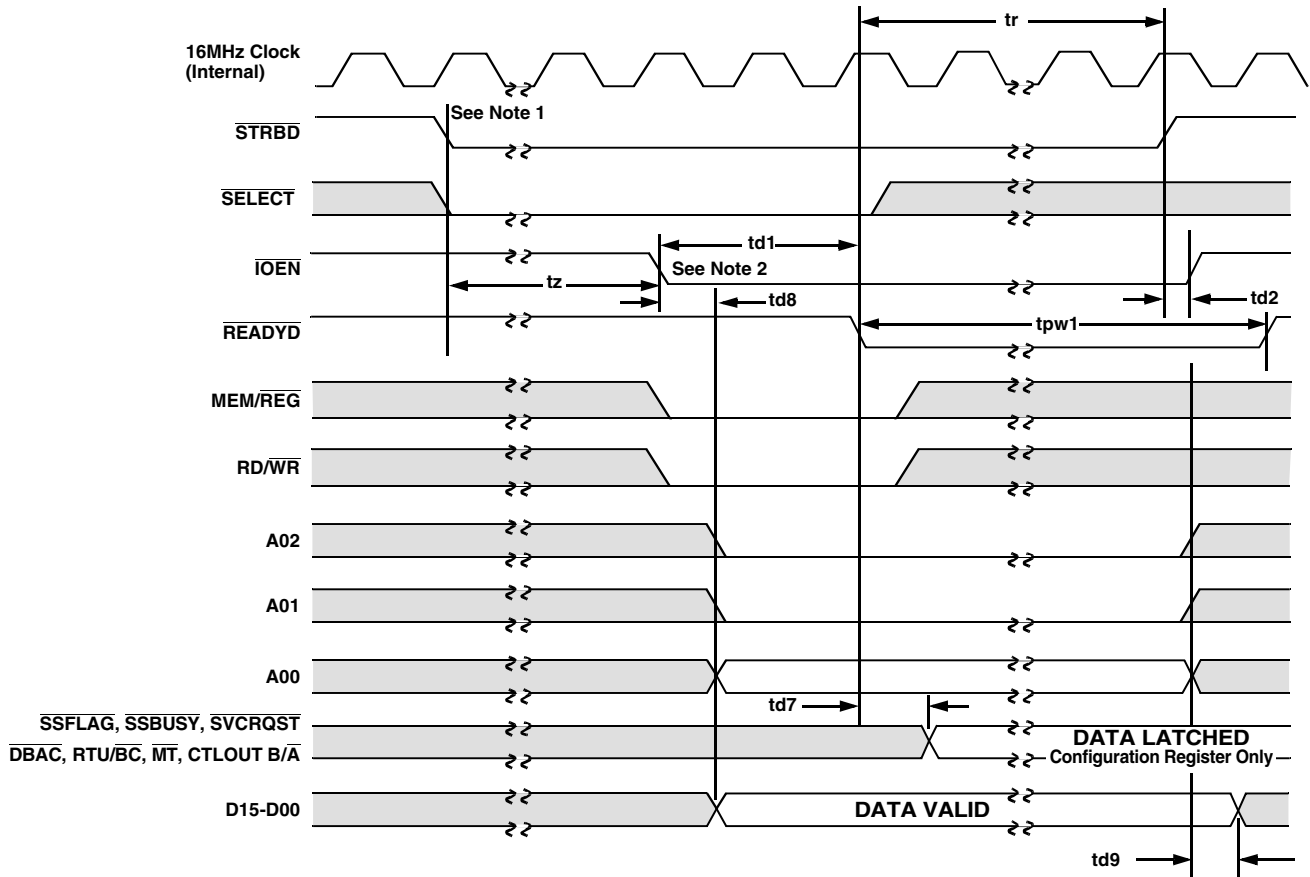 tr
16MHz Clock
(Internal)
See Note 1
STRBD
SELECT
td1
See Note 2
IOEN
tz
td8
td2
READYD
tpw1
MEM/REG
RD/WR
A02
A01
A00
td7
SSFLAG, SSBUSY, SVCRQST
DBAC, RTU/BC, MT, CTLOUT B/A
DATA LATCHED
Configuration Register Only
D15-D00
DATA VALID
td9